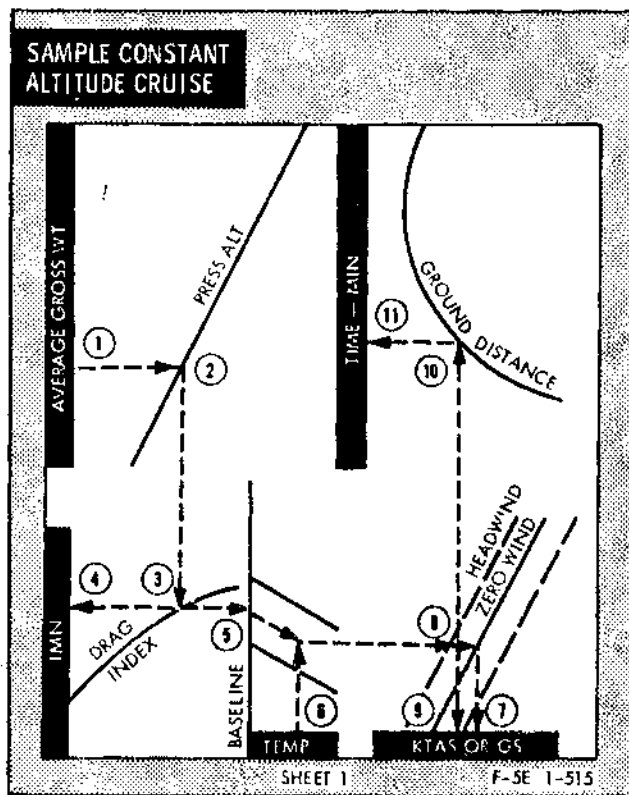 SAMPLE CONSTANT
ALTITUDE CRUISE
AVERAGE GROSS WT
PRESS ALT
1
2
TIME - MIN
GROUND DISTANCE
11
10
IMN
4
3
DRAG
INDEX
5
BASELINE
6
TEMP
HEADWIND
ZERO WIND
8
9
7
KTAS OR GS
SHEET 1
F-5E 1-515